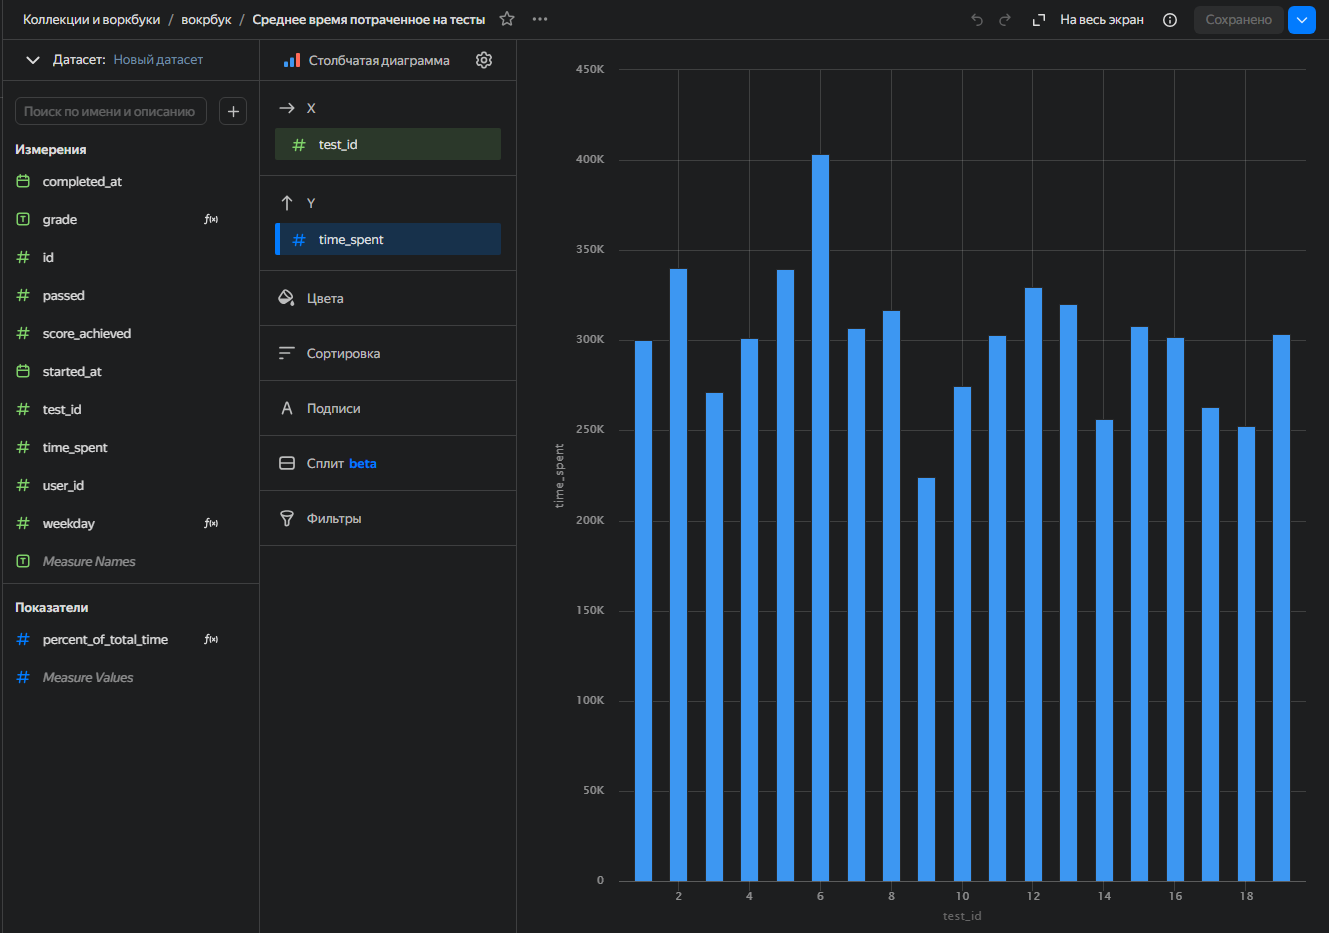 Коллекции и воркбуки / вокрбук / Среднее время потраченное на тесты
На весь экран
Сохранено
Датасет: Новый датасет
Поиск по имени и описанию
Измерения
completed_at
grade f(x)
id
passed
score_achieved
started_at
test_id
time_spent
user_id
weekday f(x)
Measure Names
Показатели
percent_of_total_time f(x)
Measure Values
Столбчатая диаграмма
X
test_id
Y
time_spent
Цвета
Сортировка
Подписи
Сплит beta
Фильтры
450K
400K
350K
300K
250K
200K
150K
100K
50K
0
time_spent
2 4 6 8 10 12 14 16 18
test_id